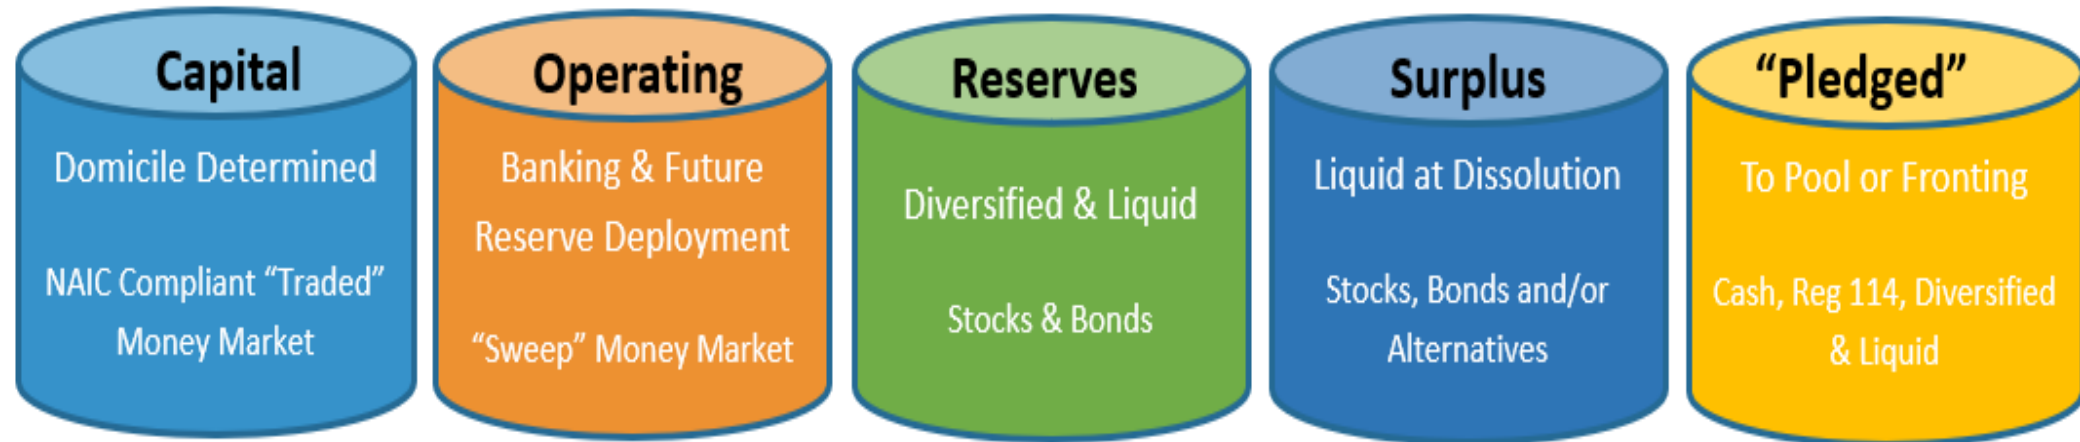 Capital
Domicile Determined
NAIC Compliant “Traded”
Money Market
Operating
Banking & Future
Reserve Deployment
“Sweep” Money Market
Reserves
Diversified & Liquid
Stocks & Bonds
Surplus
Liquid at Dissolution
Stocks, Bonds and/or
Alternatives
“Pledged”
To Pool or Fronting
Cash, Reg 114, Diversified
& Liquid